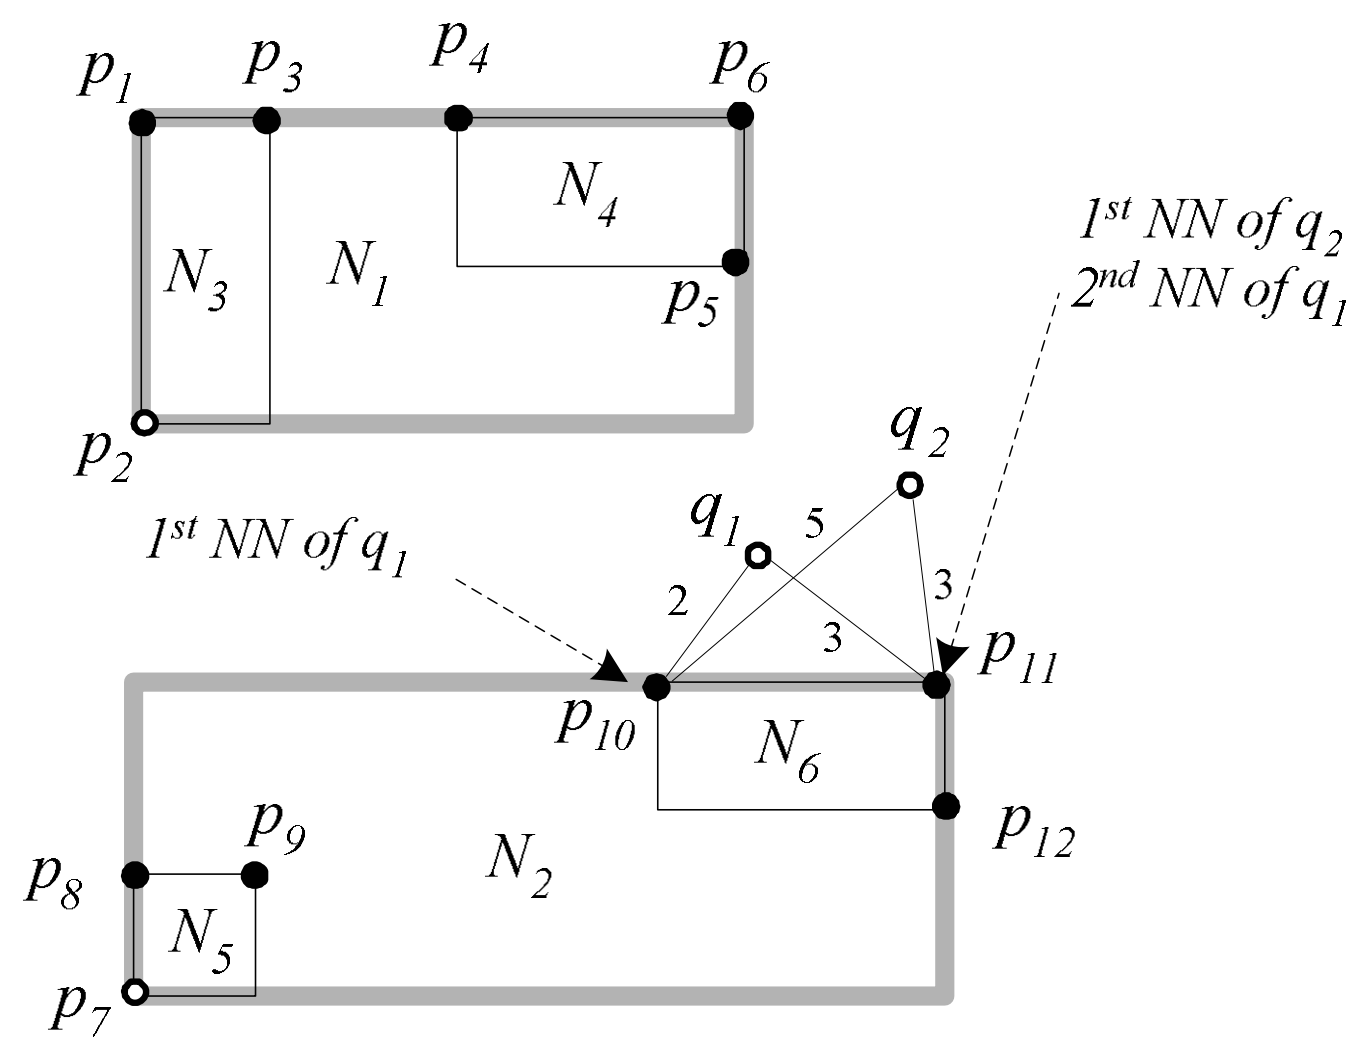 p1 p3 p4 p6
N4
1st NN of q2
N3 N1
2nd NN of q1
p5
q2
p2
q1
1st NN of q1
5
2
3
3
p11
p10
N6
p9
p12
p8
N2
N5
p7